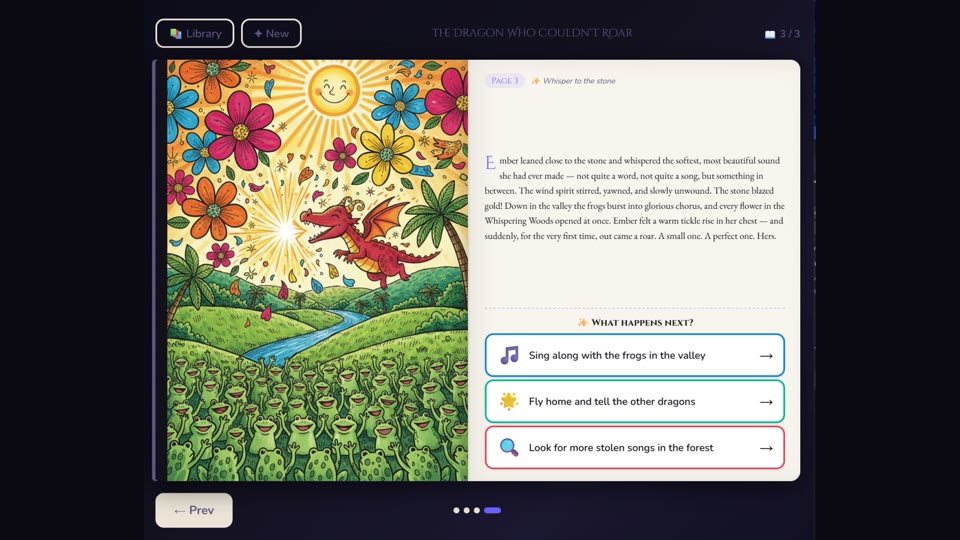 Library
New
The Dragon Who Couldn't Roar
3 / 3
Page 3
Whisper to the stone
Ember leaned close to the stone and whispered the softest, most beautiful sound
she had ever made — not quite a word, not quite a song, but something in
between. The wind spirit stirred, yawned, and slowly unwound. The stone blazed
gold! Down in the valley the frogs burst into glorious chorus, and every flower in the
Whispering Woods opened at once. Ember felt a warm tickle rise in her chest — and
suddenly, for the very first time, out came a roar. A small one. A perfect one. Hers.
What happens next?
Sing along with the frogs in the valley →
Fly home and tell the other dragons →
Look for more stolen songs in the forest →
← Prev